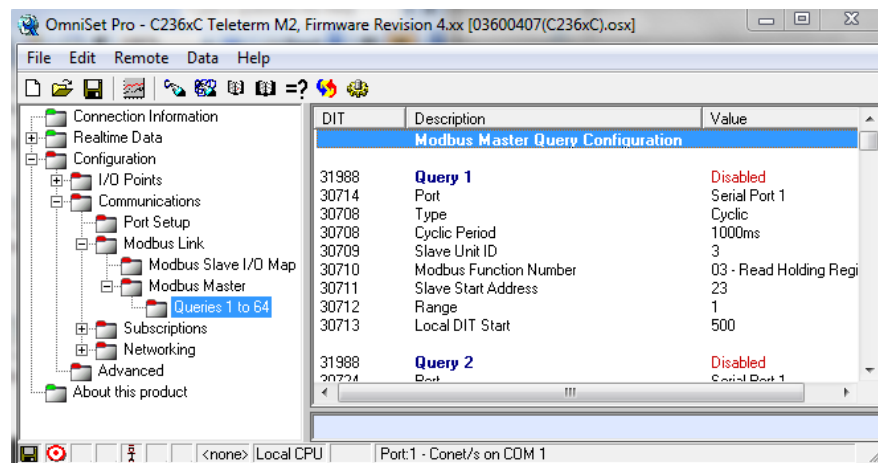 OmniSet Pro - C236xC Teleterm M2, Firmware Revision 4.xx [03600407(C236xC).osx]
File Edit Remote Data Help
=?
Connection Information
Realtime Data
Configuration
I/O Points
Communications
Port Setup
Modbus Link
Modbus Slave I/O Map
Modbus Master
Queries 1 to 64
Subscriptions
Networking
Advanced
About this product
DIT Description Value
Modbus Master Query Configuration
31988 Query 1 Disabled
30714 Port Serial Port 1
30708 Type Cyclic
30708 Cyclic Period 1000ms
30709 Slave Unit ID 3
30710 Modbus Function Number 03 - Read Holding Regi
30711 Slave Start Address 23
30712 Range 1
30713 Local DIT Start 500
31988 Query 2 Disabled
30724 Port Serial Port 1
<none> Local CPU Port:1 - Conet/s on COM 1